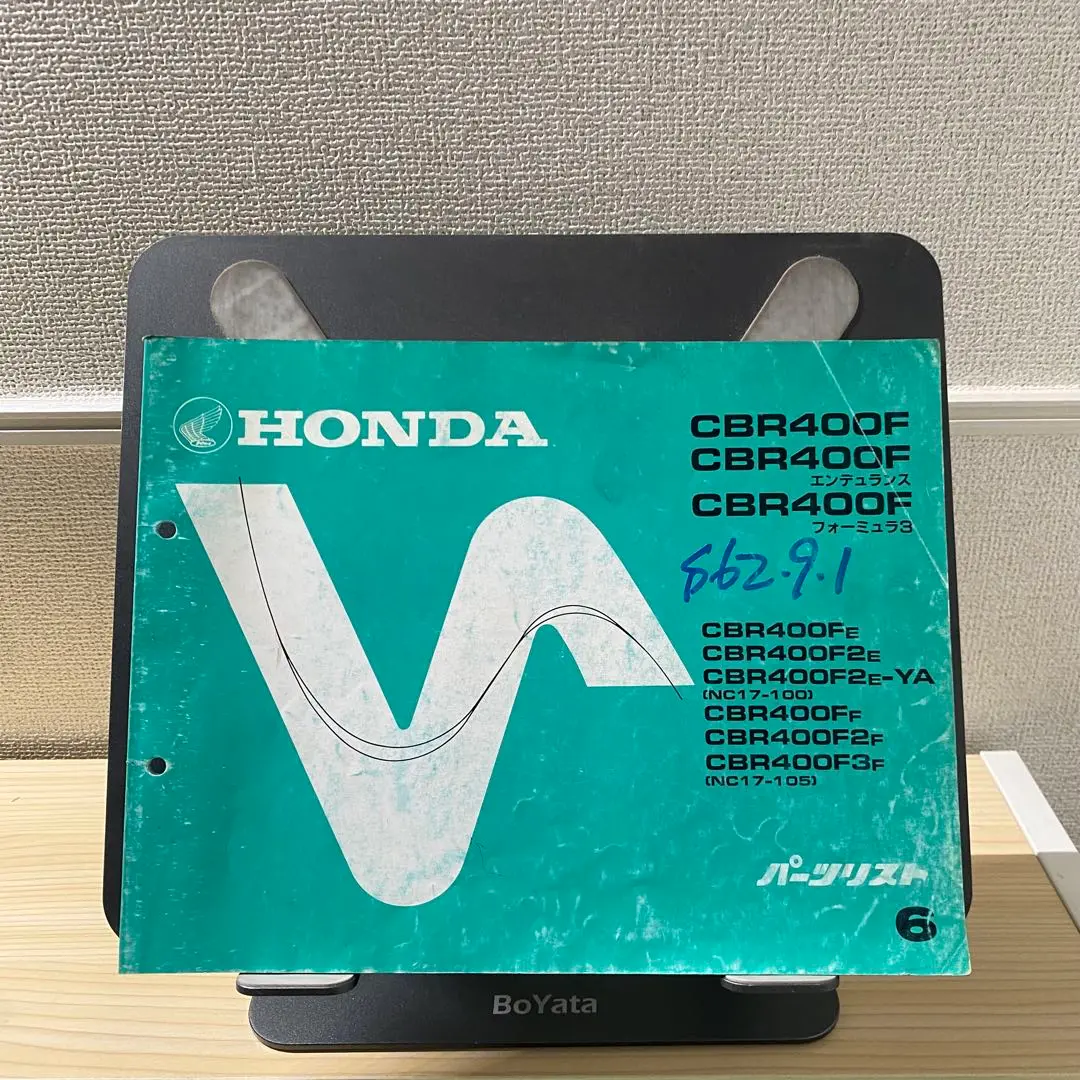 HONDA
CBR400F
CBR400F
エンデュランス
CBR400F
フォーミュラ3
S62.9.1
CBR400FE
CBR400F2E
CBR400F2E-YA
(NC17-100)
CBR400FF
CBR400F2F
CBR400F3F
(NC17-105)
パーツリスト
6
BoYata